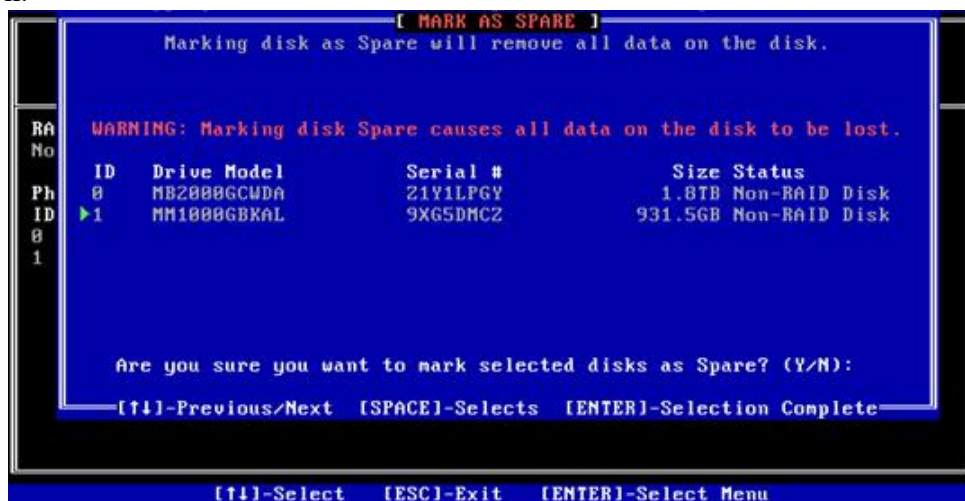 [ MARK AS SPARE ]
Marking disk as Spare will remove all data on the disk.
WARNING: Marking disk Spare causes all data on the disk to be lost.
RA
No
ID Drive Model Serial # Size Status
Ph 0 MB2000GCWDA Z1Y1LPGY 1.8TB Non-RAID Disk
ID 1 MM1000GBKAL 9XG5DMCZ 931.5GB Non-RAID Disk
0
1
Are you sure you want to mark selected disks as Spare? (Y/N):
[↑↓]-Previous/Next [SPACE]-Selects [ENTER]-Selection Complete
[↑↓]-Select [ESC]-Exit [ENTER]-Select Menu